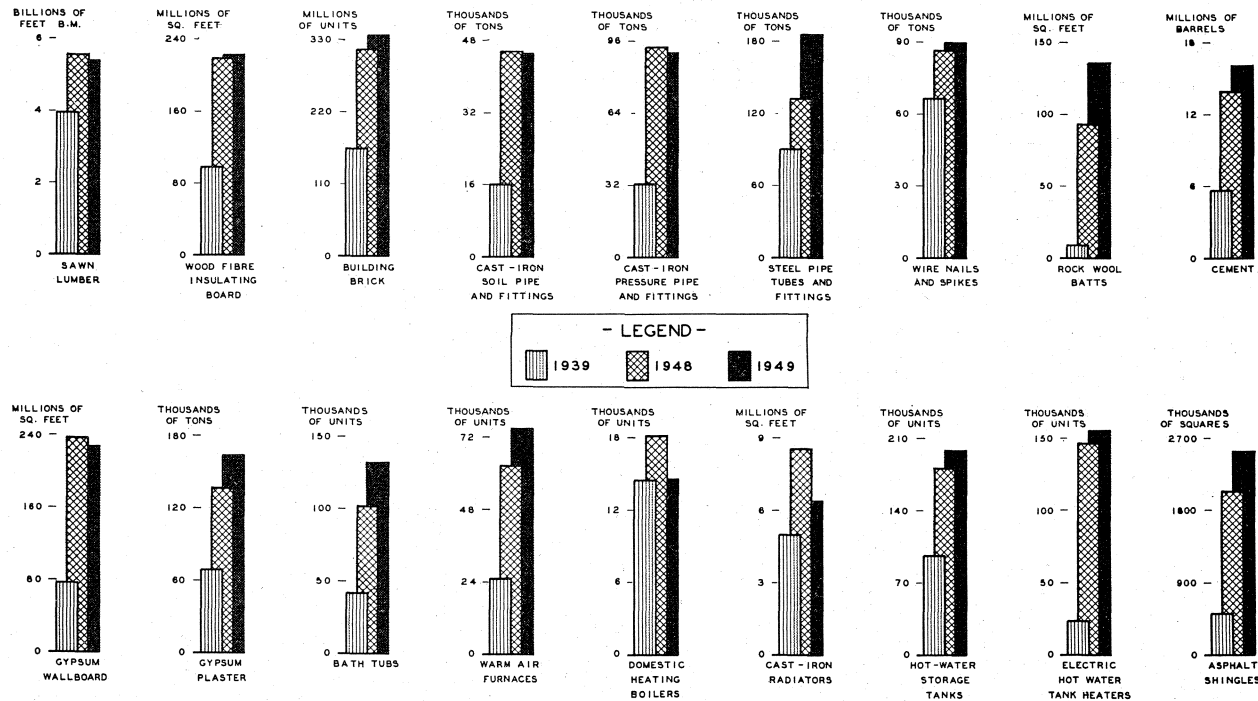 BILLIONS OF
FEET B.M.
6
4
2
0
SAWN
LUMBER
MILLIONS OF
SQ. FEET
240
160
80
0
WOOD FIBRE
INSULATING
BOARD
MILLIONS
OF UNITS
330
220
110
0
BUILDING
BRICK
THOUSANDS
OF TONS
48
32
16
0
CAST-IRON
SOIL PIPE
AND FITTINGS
THOUSANDS
OF TONS
96
64
32
0
CAST-IRON
PRESSURE PIPE
AND FITTINGS
THOUSANDS
OF TONS
180
120
60
0
STEEL PIPE
TUBES AND
FITTINGS
THOUSANDS
OF TONS
90
60
30
0
WIRE NAILS
AND SPIKES
MILLIONS OF
SQ. FEET
150
100
50
0
ROCK WOOL
BATTS
MILLIONS OF
BARRELS
18
12
6
0
CEMENT
- LEGEND -
1939
1948
1949
MILLIONS OF
SQ. FEET
240
160
80
0
GYPSUM
WALLBOARD
THOUSANDS
OF TONS
180
120
60
0
GYPSUM
PLASTER
THOUSANDS
OF UNITS
150
100
50
0
BATH TUBS
THOUSANDS
OF UNITS
72
48
24
0
WARM AIR
FURNACES
THOUSANDS
OF UNITS
18
12
6
0
DOMESTIC
HEATING
BOILERS
MILLIONS OF
SQ. FEET
9
6
3
0
CAST-IRON
RADIATORS
THOUSANDS
OF UNITS
210
140
70
0
HOT-WATER
STORAGE
TANKS
THOUSANDS
OF UNITS
150
100
50
0
ELECTRIC
HOT WATER
TANK HEATERS
THOUSANDS
OF SQUARES
2700
1800
900
0
ASPHALT
SHINGLES